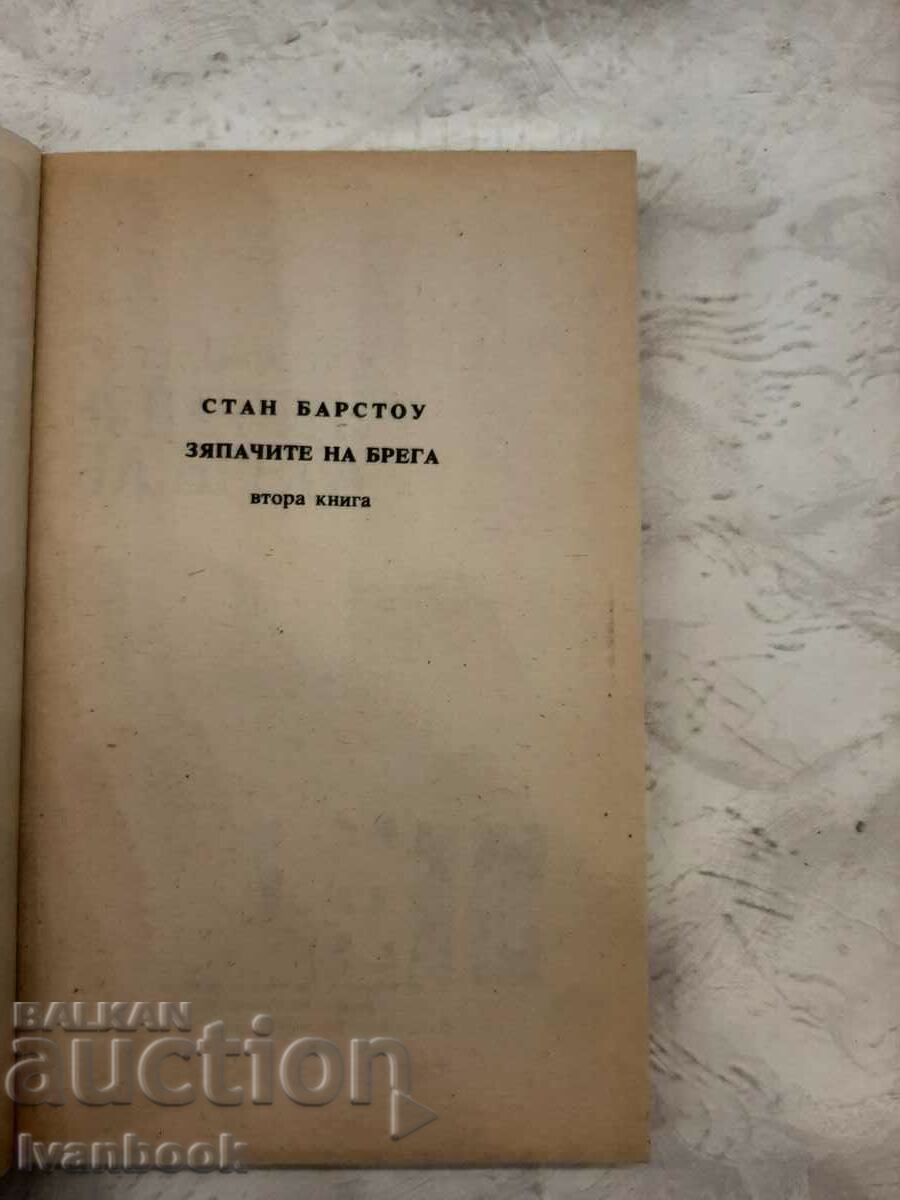 СТАН БАРСТОУ
ЗЯПАЧИТЕ НА БРЕГА
втора книга
BALKAN
auction
Ivanbook